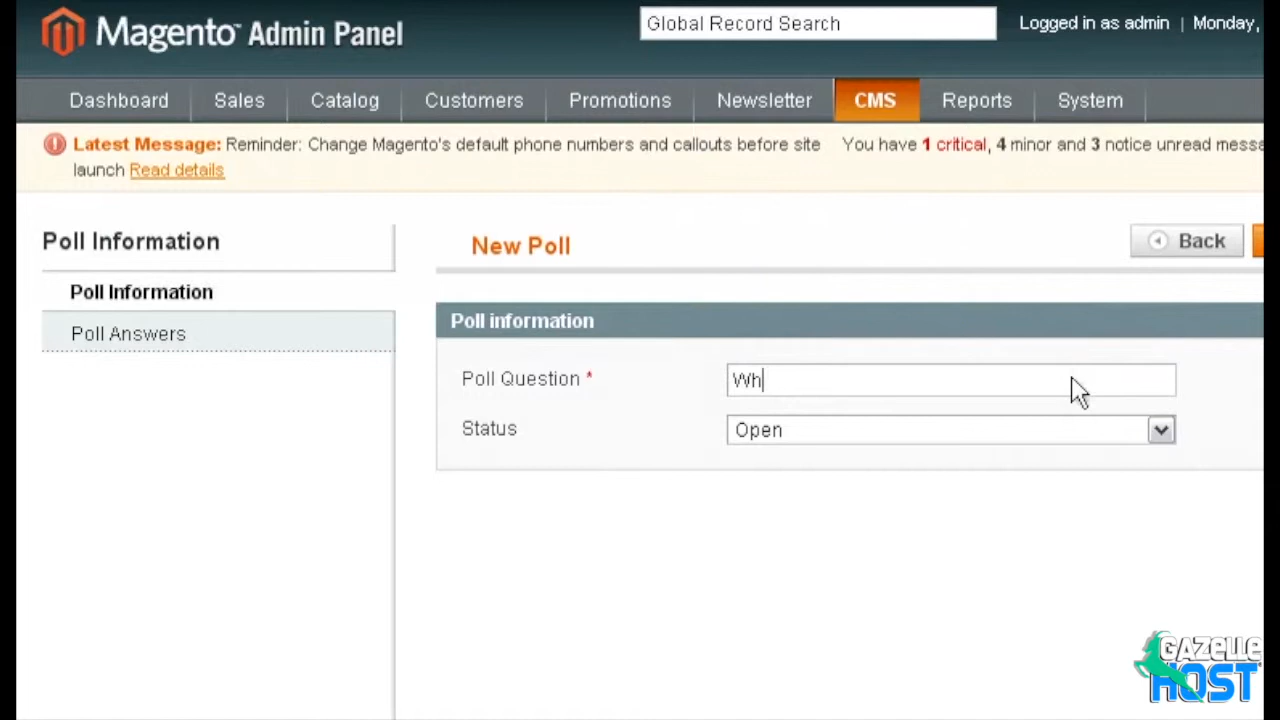 Magento™ Admin Panel
Global Record Search
Logged in as admin | Monday,
Dashboard
Sales
Catalog
Customers
Promotions
Newsletter
CMS
Reports
System
Latest Message: Reminder: Change Magento's default phone numbers and callouts before site
launch Read details
You have 1 critical, 4 minor and 3 notice unread
Poll Information
Poll Information
Poll Answers
New Poll
Back
Poll information
Poll Question *
Wh
Status
Open
GAZELLE
HOST